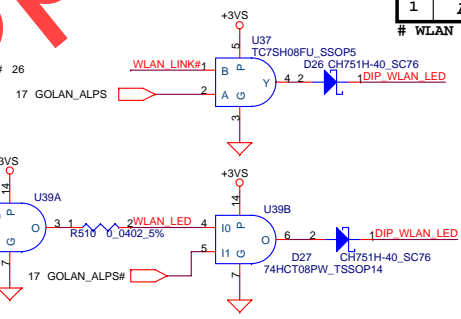 +3VS
1
# WLAN
U37
TC7SH08FU_SSOP5
# 26
WLAN_LINK#
1
B
P
5
D26 CH751H-40_SC76
Y
4
2
1
DIP_WLAN_LED
17 GOLAN_ALPS
2
A
G
3
+3VS
+3VS
14
U39A
14
U39B
P
O
3
1
2
WLAN_LED
4
I0
P
R510 0_0402_5%
O
6
2
1
DIP_WLAN_LED
G
7
5
I1
G
D27 CH751H-40_SC76
17 GOLAN_ALPS#
7
74HCT08PW_TSSOP14